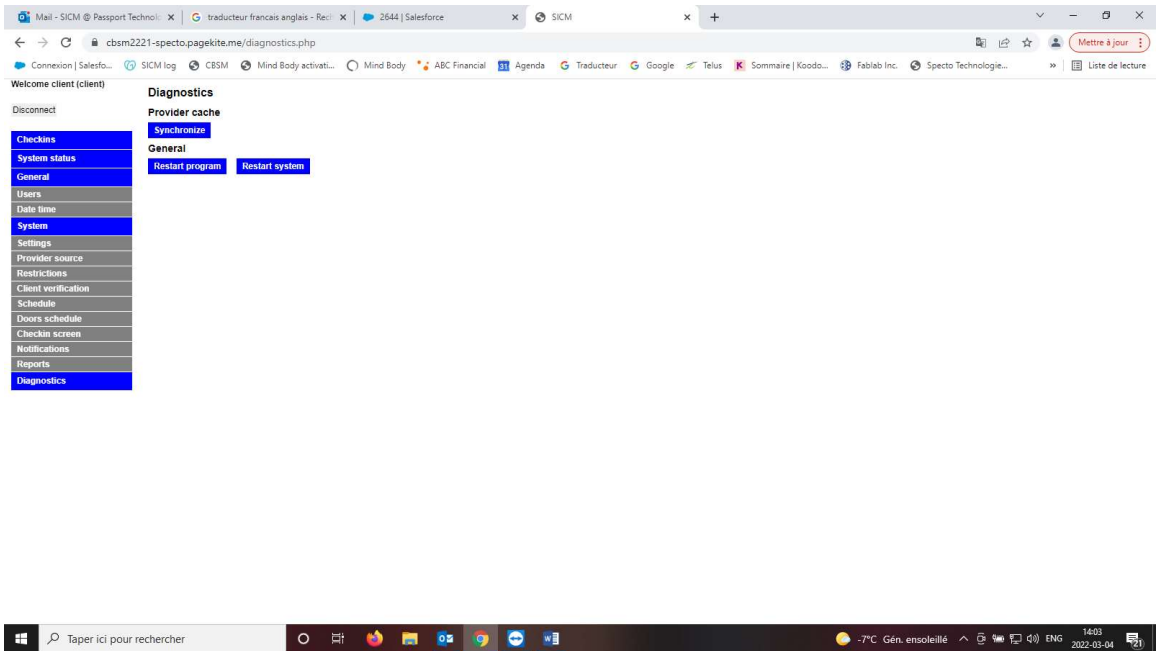 Mail - SICM @ Passport Technolo
traducteur francais anglais - Rech
2644 | Salesforce
SICM
cbsm2221-specto.pagekite.me/diagnostics.php
Mettre à jour
Connexion | Salesfo...
SICM log
CBSM
Mind Body activati...
Mind Body
ABC Financial
31 Agenda
Traducteur
Google
Telus
K Sommaire | Koodo...
Fablab Inc.
Specto Technologie...
»
Liste de lecture
Welcome client (client)
Disconnect
Checkins
System status
General
Users
Date time
System
Settings
Provider source
Restrictions
Client verification
Schedule
Doors schedule
Checkin screen
Notifications
Reports
Diagnostics
Diagnostics
Provider cache
Synchronize
General
Restart program
Restart system
Taper ici pour rechercher
-7°C Gén. ensoleillé
ENG
14:03
2022-03-04
21